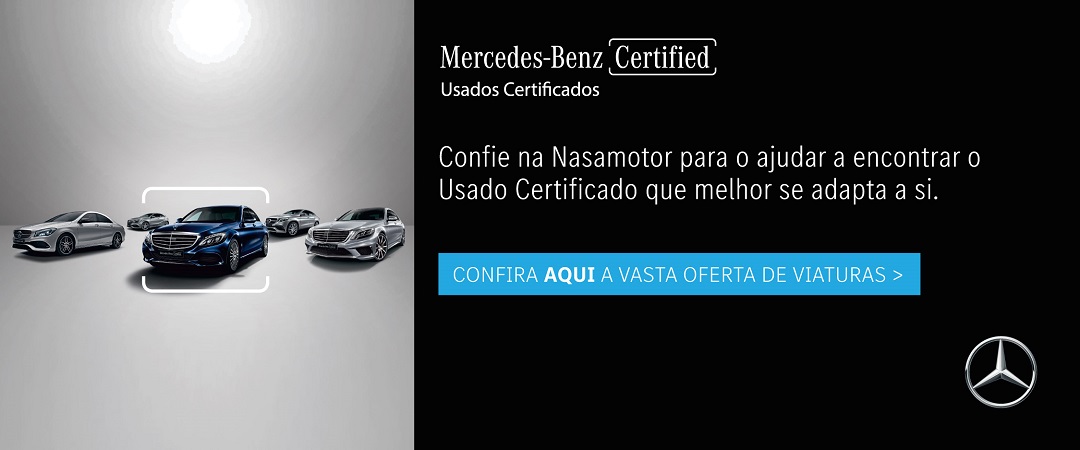 Mercedes-Benz Certified
Usados Certificados
Confie na Nasamotor para o ajudar a encontrar o
Usado Certificado que melhor se adapta a si.
CONFIRA AQUI A VASTA OFERTA DE VIATURAS >